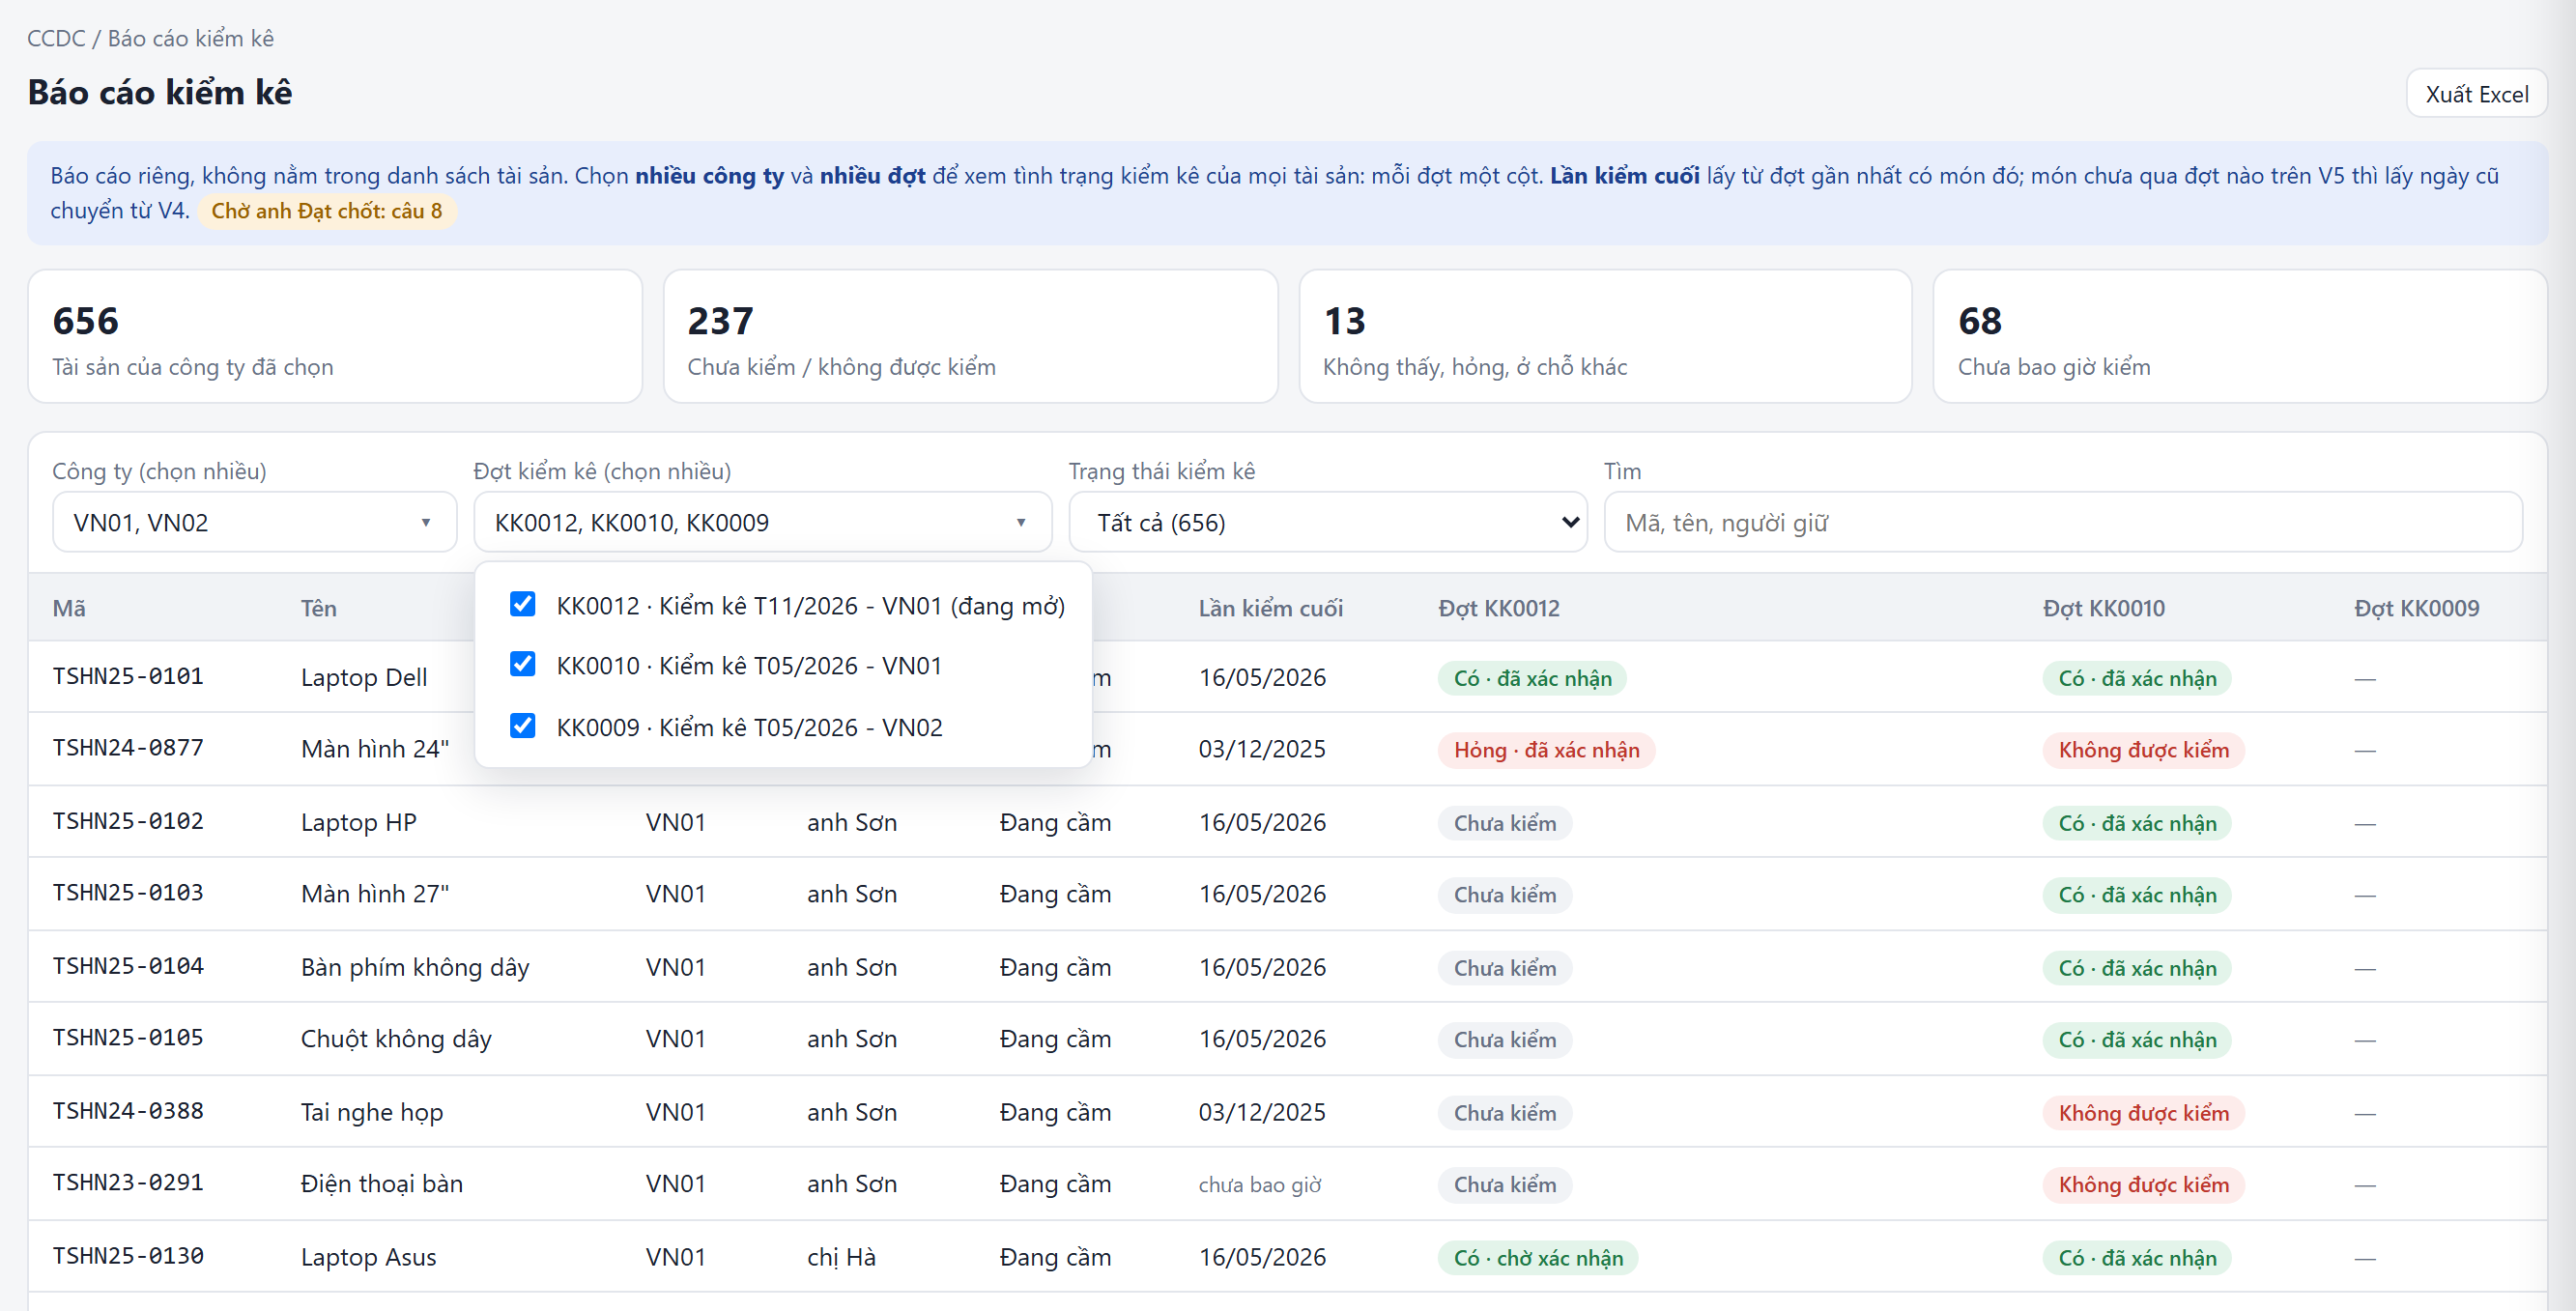 CCDC / Báo cáo kiểm kê
Báo cáo kiểm kê
Xuất Excel
Báo cáo riêng, không nằm trong danh sách tài sản. Chọn nhiều công ty và nhiều đợt để xem tình trạng kiểm kê của mọi tài sản: mỗi đợt một cột. Lần kiểm cuối lấy từ đợt gần nhất có món đó; món chưa qua đợt nào trên V5 thì lấy ngày cũ
chuyển từ V4. Chờ anh Đạt chốt: câu 8
656 237 13 68
Tài sản của công ty đã chọn Chưa kiểm / không được kiểm Không thấy, hỏng, ở chỗ khác Chưa bao giờ kiểm
Công ty (chọn nhiều) Đợt kiểm kê (chọn nhiều) Trạng thái kiểm kê Tìm
VN01, VN02 ▼ KK0012, KK0010, KK0009 ▼ Tất cả (656) Mã, tên, người giữ
KK0012 · Kiểm kê T11/2026 - VN01 (đang mở)
KK0010 · Kiểm kê T05/2026 - VN01
KK0009 · Kiểm kê T05/2026 - VN02
Mã Tên Lần kiểm cuối Đợt KK0012 Đợt KK0010 Đợt KK0009
TSHN25-0101 Laptop Dell m 16/05/2026 Có · đã xác nhận Có · đã xác nhận —
TSHN24-0877 Màn hình 24" m 03/12/2025 Hỏng · đã xác nhận Không được kiểm —
TSHN25-0102 Laptop HP VN01 anh Sơn Đang cầm 16/05/2026 Chưa kiểm Có · đã xác nhận —
TSHN25-0103 Màn hình 27" VN01 anh Sơn Đang cầm 16/05/2026 Chưa kiểm Có · đã xác nhận —
TSHN25-0104 Bàn phím không dây VN01 anh Sơn Đang cầm 16/05/2026 Chưa kiểm Có · đã xác nhận —
TSHN25-0105 Chuột không dây VN01 anh Sơn Đang cầm 16/05/2026 Chưa kiểm Có · đã xác nhận —
TSHN24-0388 Tai nghe họp VN01 anh Sơn Đang cầm 03/12/2025 Chưa kiểm Không được kiểm —
TSHN23-0291 Điện thoại bàn VN01 anh Sơn Đang cầm chưa bao giờ Chưa kiểm Không được kiểm —
TSHN25-0130 Laptop Asus VN01 chị Hà Đang cầm 16/05/2026 Có · chờ xác nhận Có · đã xác nhận —